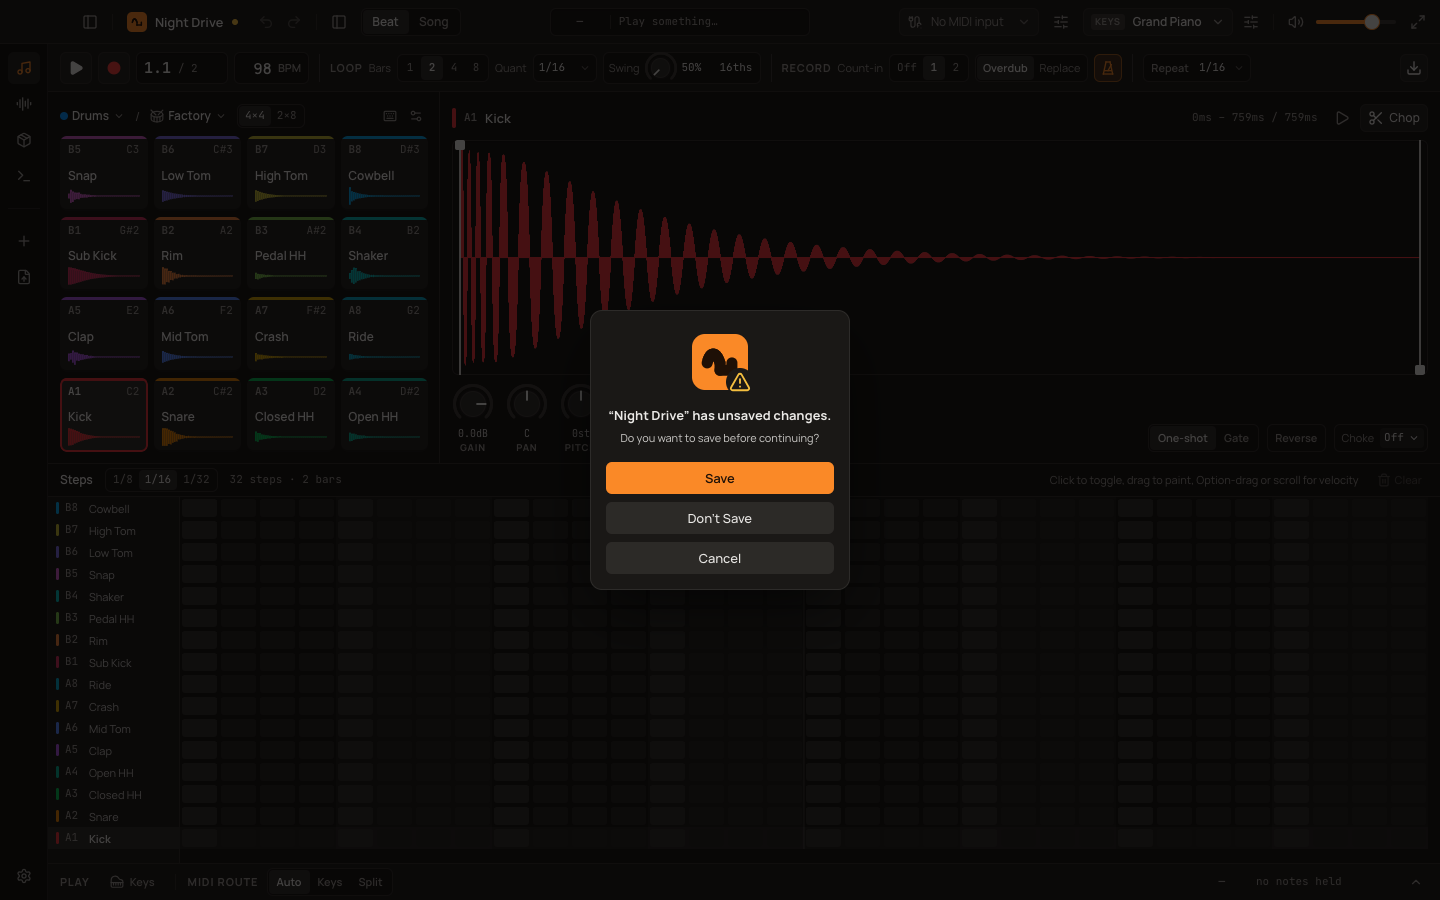 Night Drive
Beat
Song
–
Play something…
No MIDI input
KEYS
Grand Piano
1.1 / 2
98 BPM
LOOP
Bars
1 2 4 8
Quant
1/16
Swing
50%
16ths
RECORD
Count-in
Off 1 2
Overdub
Replace
Repeat
1/16
Drums
/
Factory
4×4
2×8
B5 C3
Snap
B6 C#3
Low Tom
B7 D3
High Tom
B8 D#3
Cowbell
B1 G#2
Sub Kick
B2 A2
Rim
B3 A#2
Pedal HH
B4 B2
Shaker
A5 E2
Clap
A6 F2
Mid Tom
A7 F#2
Crash
A8 G2
Ride
A1 C2
Kick
A2 C#2
Snare
A3 D2
Closed HH
A4 D#2
Open HH
A1 Kick
0ms – 759ms / 759ms
Chop
0.0dB
GAIN
C
PAN
One-shot
Gate
Reverse
Choke
Off
“Night Drive” has unsaved changes.
Do you want to save before continuing?
Save
Don't Save
Cancel
Steps
1/8
1/16
1/32
32 steps · 2 bars
Click to toggle, drag to paint, Option-drag or scroll for velocity
Clear
B8 Cowbell
B7 High Tom
B6 Low Tom
B5 Snap
B4 Shaker
B3 Pedal HH
B2 Rim
B1 Sub Kick
A8 Ride
A7 Crash
A6 Mid Tom
A5 Clap
A4 Open HH
A3 Closed HH
A2 Snare
A1 Kick
PLAY
Keys
MIDI ROUTE
Auto
Keys
Split
–
no notes held